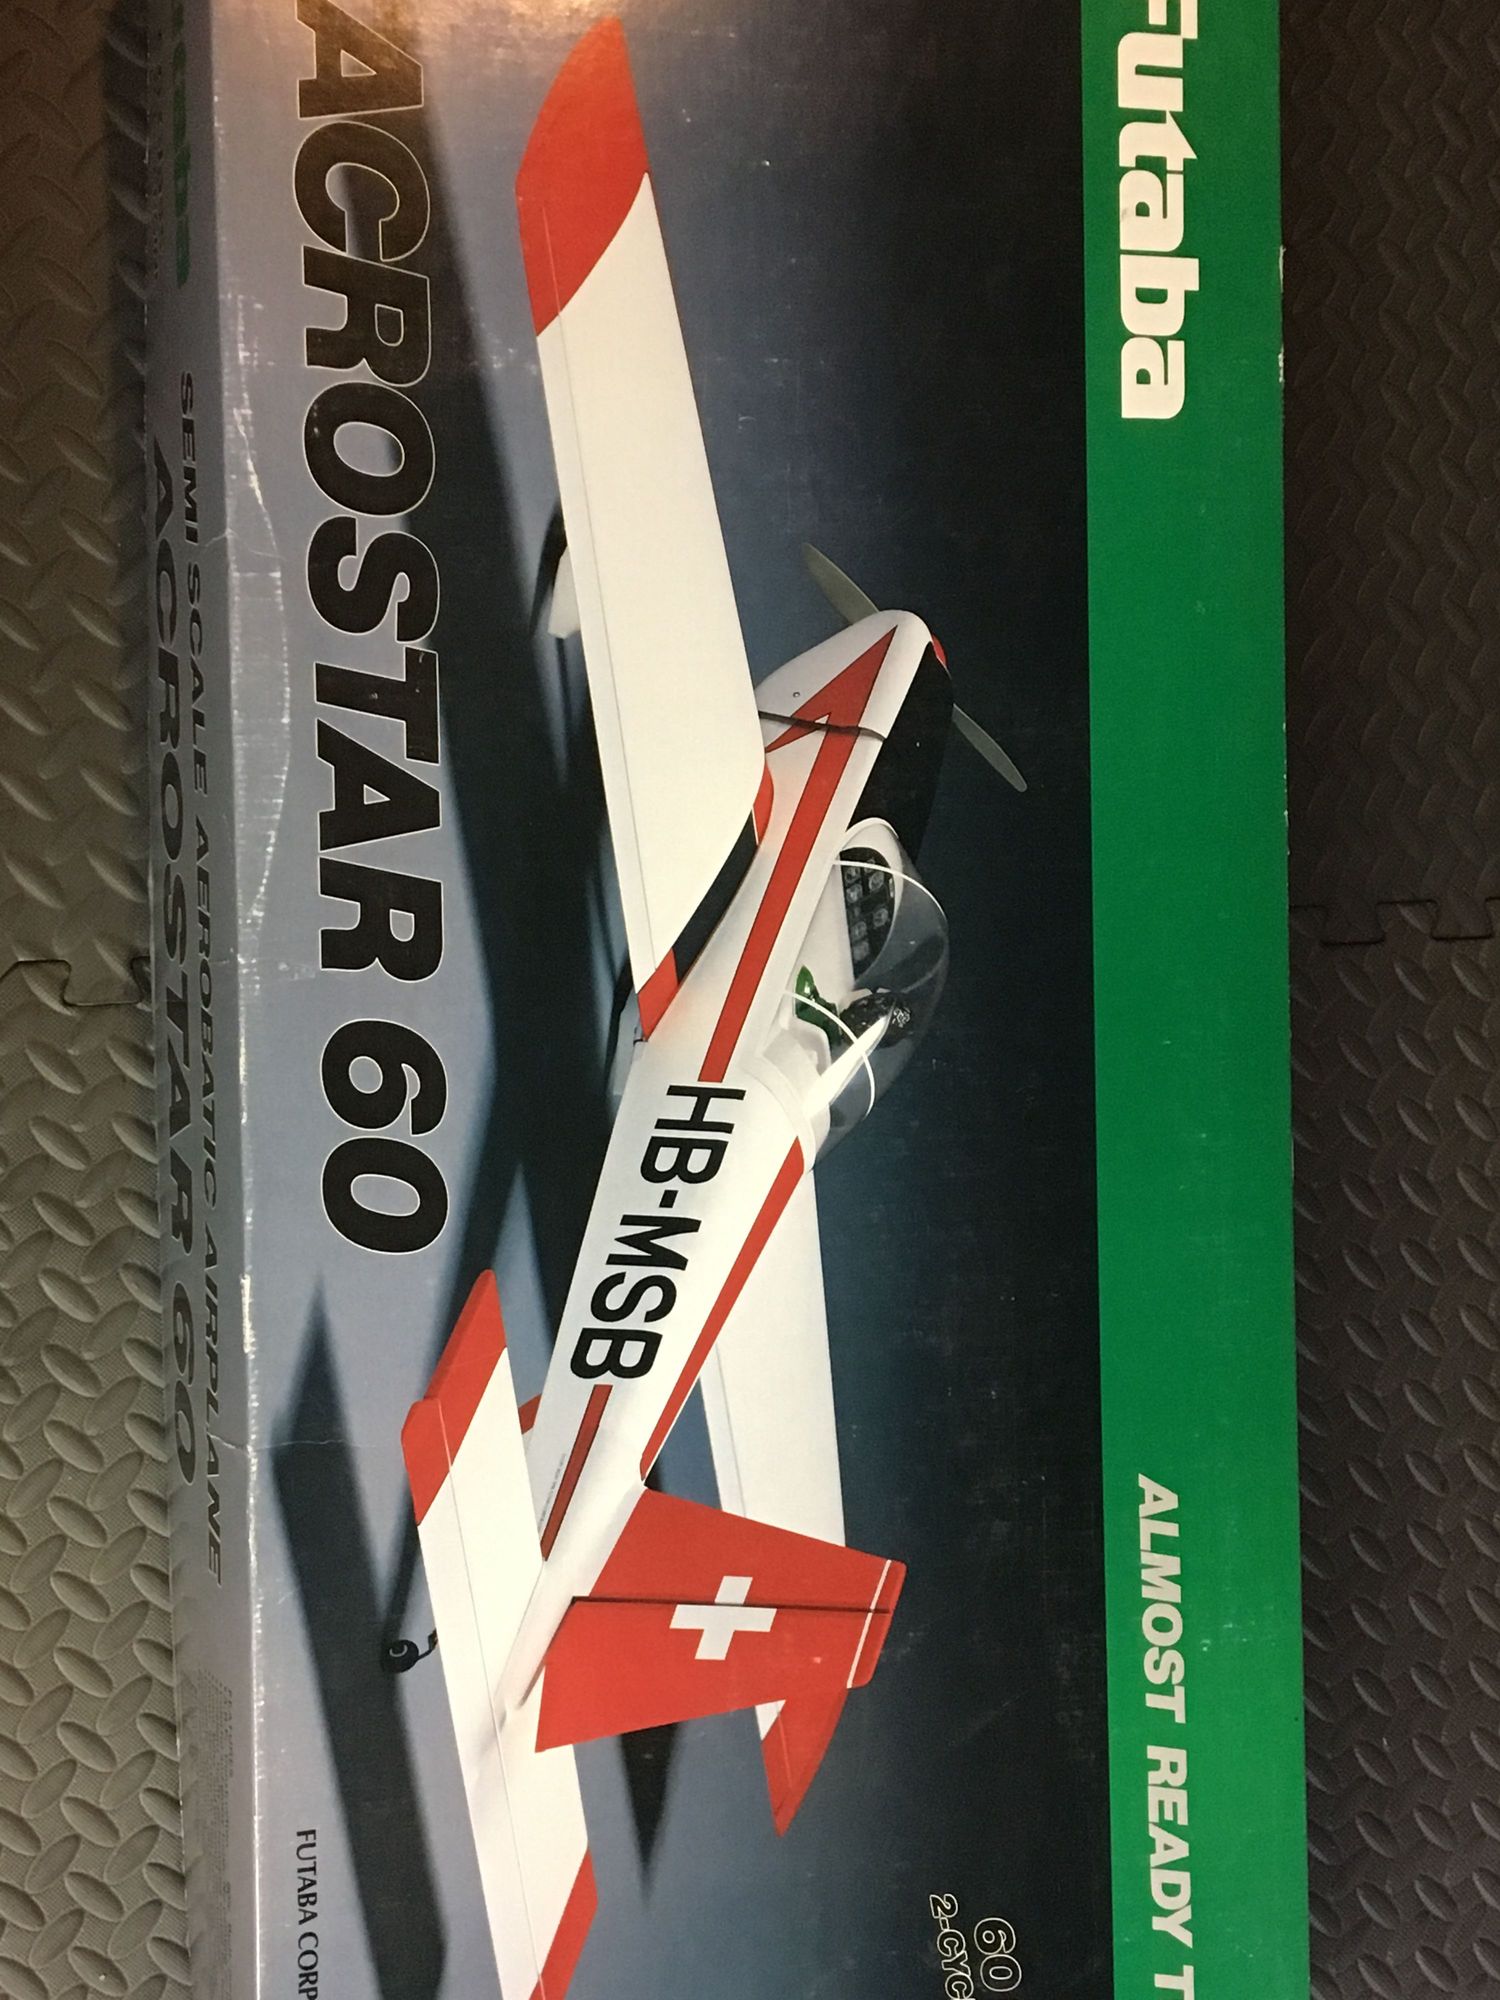 Futaba
ALMOST READY T
60
2-CYC
HB-MSB
ACROSTAR 60
FUTABA CORP
SEMI SCALE AEROBATIC AIRPLANE
ACROSTAR 60